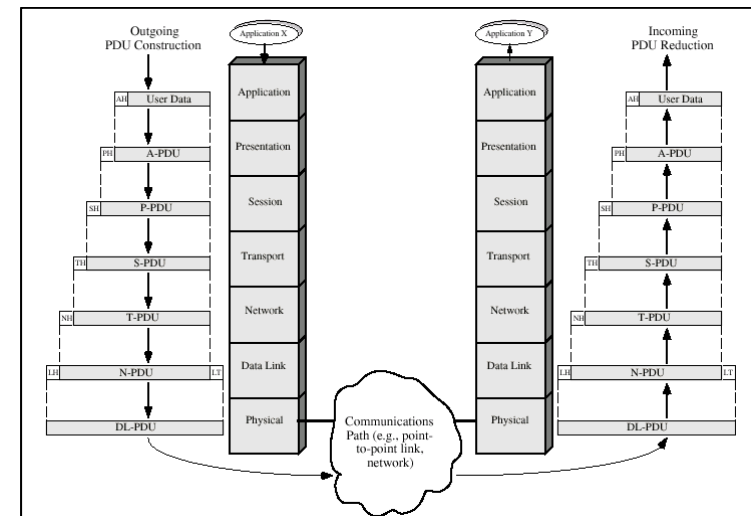 Outgoing
PDU Construction
Application X
Application Y
Incoming
PDU Reduction
AH User Data
PH A-PDU
SH P-PDU
TH S-PDU
NH T-PDU
LH N-PDU LT
DL-PDU
Application
Presentation
Session
Transport
Network
Data Link
Physical
Communications
Path (e.g., point-
to-point link,
network)
Application
Presentation
Session
Transport
Network
Data Link
Physical
AH User Data
PH A-PDU
SH P-PDU
TH S-PDU
NH T-PDU
LH N-PDU LT
DL-PDU